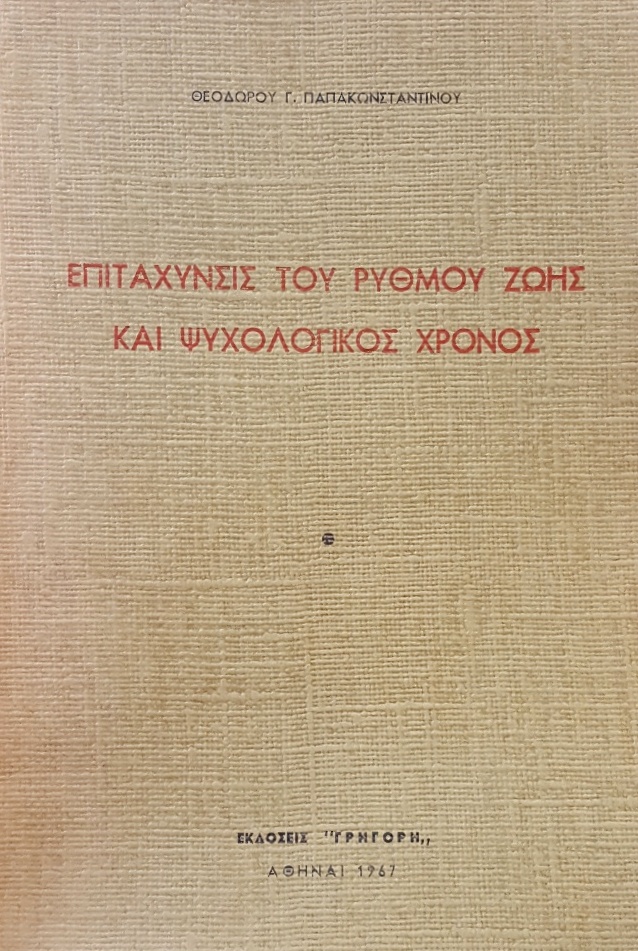 ΘΕΟΔΩΡΟΥ Γ. ΠΑΠΑΚΩΝΣΤΑΝΤΙΝΟΥ
ΕΠΙΤΑΧΥΝΣΙΣ ΤΟΥ ΡΥΘΜΟΥ ΖΩΗΣ
ΚΑΙ ΨΥΧΟΛΟΓΙΚΟΣ ΧΡΟΝΟΣ
ΕΚΔΟΣΕΙΣ "ΓΡΗΓΟΡΗ„
ΑΘΗΝΑΙ 1967